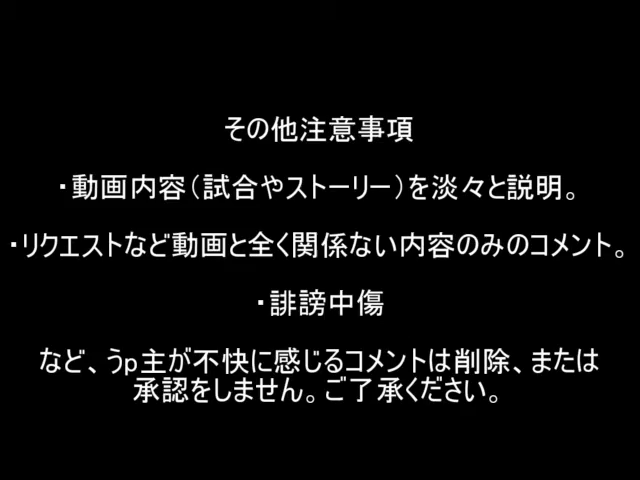 その他注意事項
・動画内容（試合やストーリー）を淡々と説明。
・リクエストなど動画と全く関係ない内容のみのコメント。
・誹謗中傷
など、うp主が不快に感じるコメントは削除、または
承認をしません。ご了承ください。